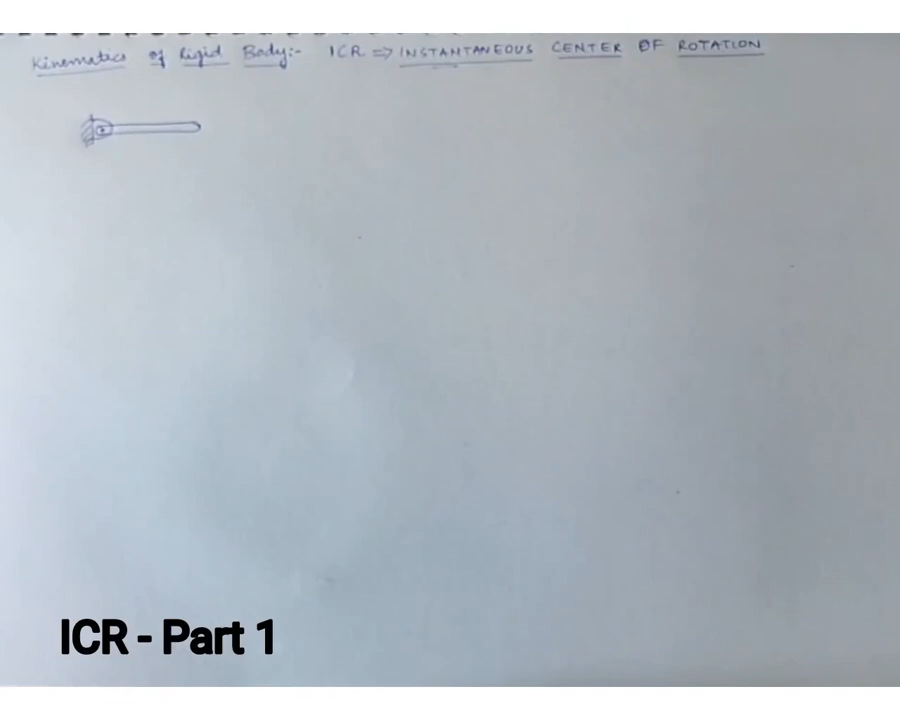 Kinematics of Rigid Body:- ICR ⇒ INSTANTANEOUS CENTER OF ROTATION
ICR - Part 1